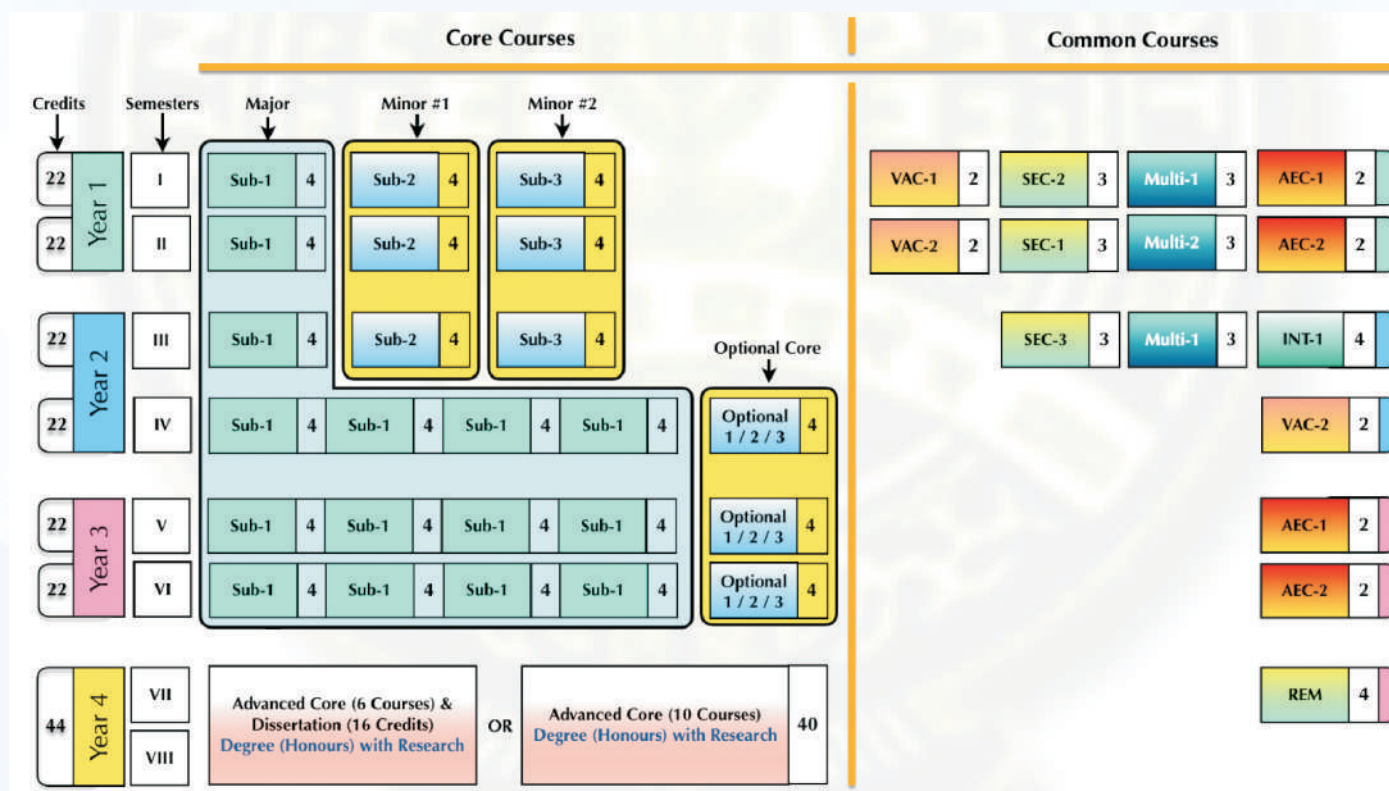 Core Courses
Common Courses
Credits Semesters Major Minor #1 Minor #2
22 Year 1 I Sub-1 4 Sub-2 4 Sub-3 4 VAC-1 2 SEC-2 3 Multi-1 3 AEC-1 2
22 II Sub-1 4 Sub-2 4 Sub-3 4 VAC-2 2 SEC-1 3 Multi-2 3 AEC-2 2
22 Year 2 III Sub-1 4 Sub-2 4 Sub-3 4 SEC-3 3 Multi-1 3 INT-1 4
Optional Core
22 IV Sub-1 4 Sub-1 4 Sub-1 4 Sub-1 4 Optional 4 VAC-2 2
1 / 2 / 3
22 Year 3 V Sub-1 4 Sub-1 4 Sub-1 4 Sub-1 4 Optional 4 AEC-1 2
1 / 2 / 3
22 VI Sub-1 4 Sub-1 4 Sub-1 4 Sub-1 4 Optional 4 AEC-2 2
1 / 2 / 3
44 Year 4 VII
VIII
Advanced Core (6 Courses) &
Dissertation (16 Credits)
Degree (Honours) with Research
OR
Advanced Core (10 Courses)
Degree (Honours) with Research
40
REM 4